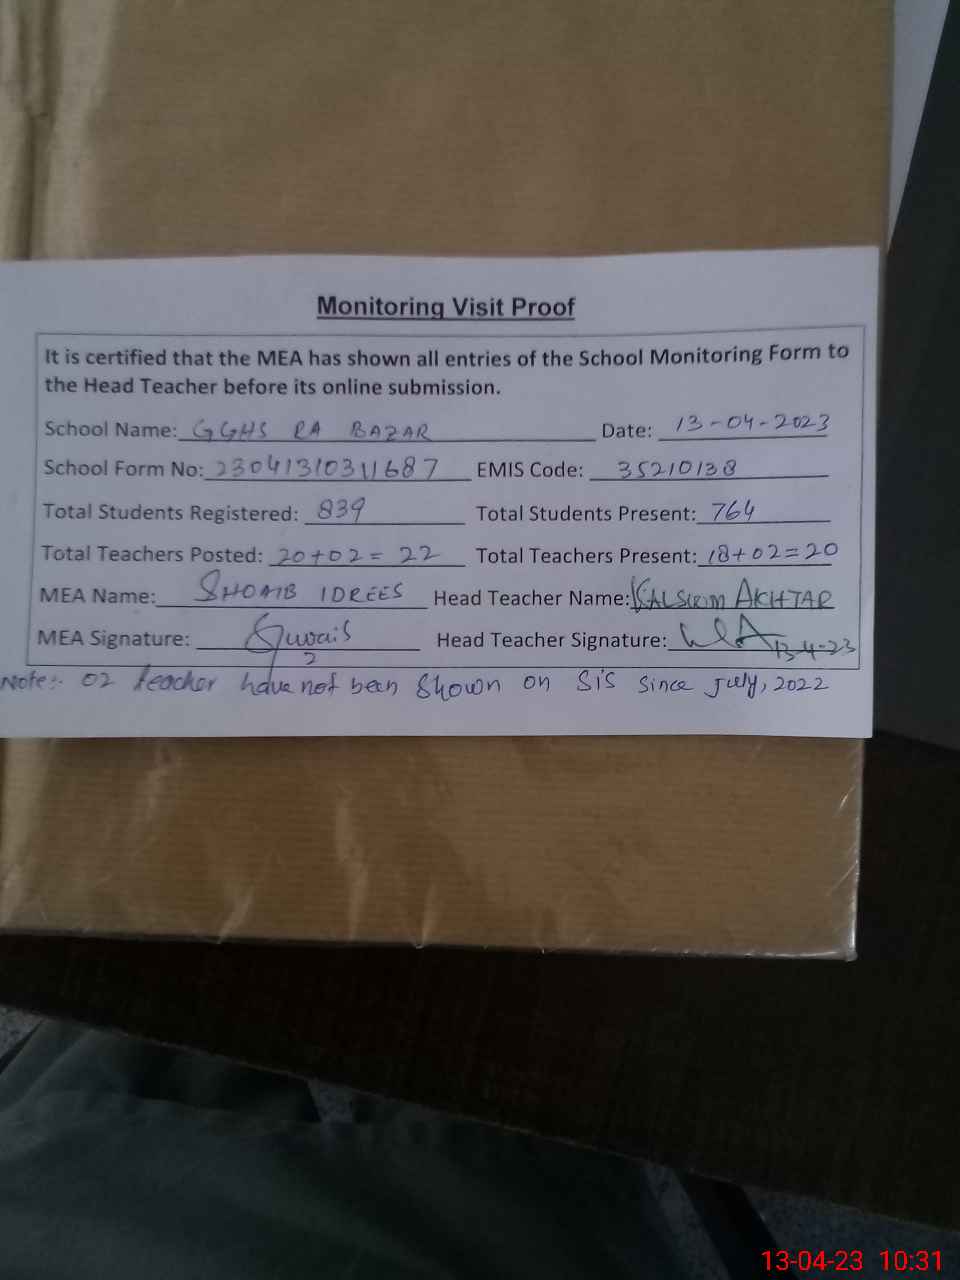 Monitoring Visit Proof
It is certified that the MEA has shown all entries of the School Monitoring Form to
the Head Teacher before its online submission.
School Name: GGHS RA BAZAR Date: 13-04-2023
School Form No: 23041310311687 EMIS Code: 35210138
Total Students Registered: 839 Total Students Present: 764
Total Teachers Posted: 20+02=22 Total Teachers Present: 18+02=20
MEA Name: SHOAIB IDREES Head Teacher Name: KALSUM AKHTAR
MEA Signature: Head Teacher Signature: 13-4-23
Note:- 02 teacher have not been shown on SiS since july, 2022
13-04-23 10:31